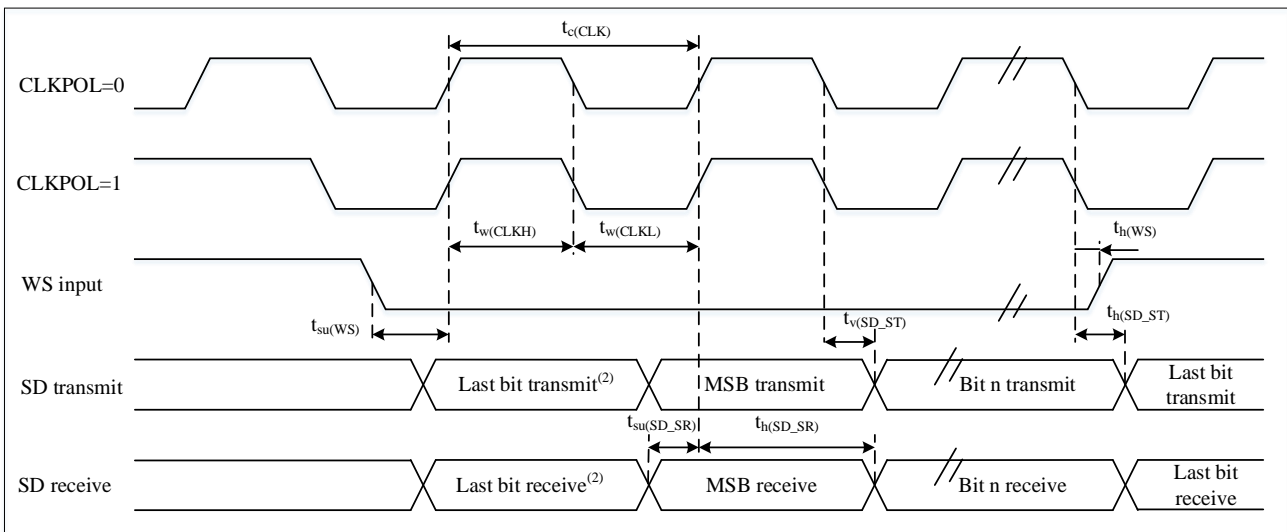 t_c(CLK)
CLKPOL=0
CLKPOL=1
t_w(CLKH)
t_w(CLKL)
t_h(WS)
WS input
t_su(WS)
t_v(SD_ST)
t_h(SD_ST)
SD transmit
Last bit transmit(2)
MSB transmit
Bit n transmit
Last bit
transmit
t_su(SD_SR)
t_h(SD_SR)
SD receive
Last bit receive(2)
MSB receive
Bit n receive
Last bit
receive